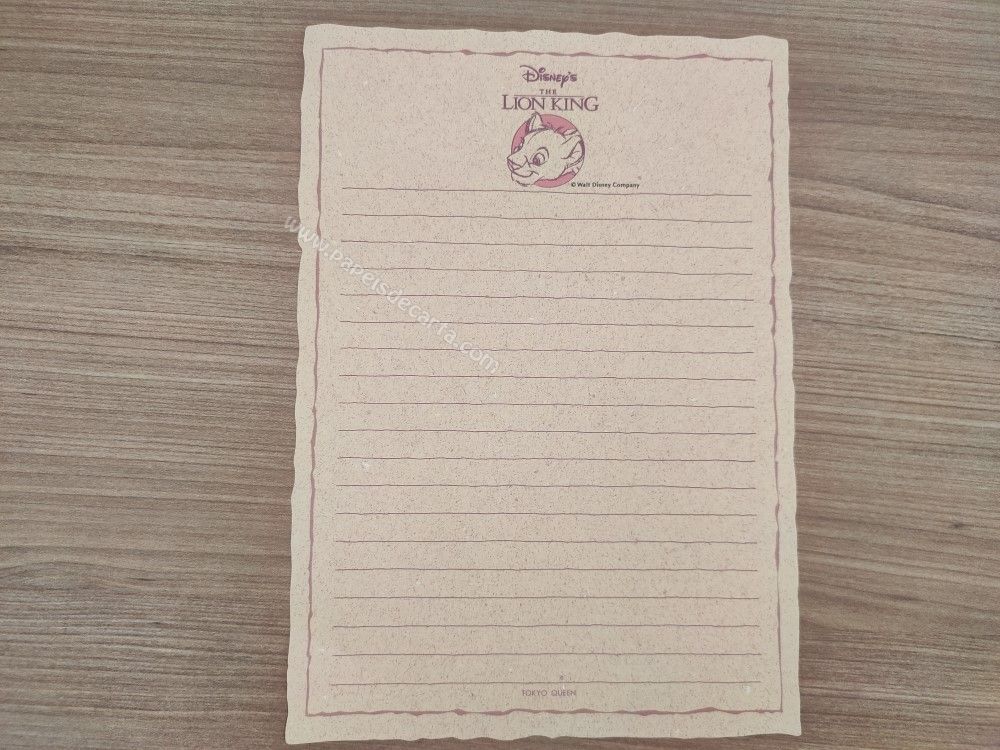 Disney's
THE
LION KING
© Walt Disney Company
www.papeisdecarta.com
TOKYO QUEEN